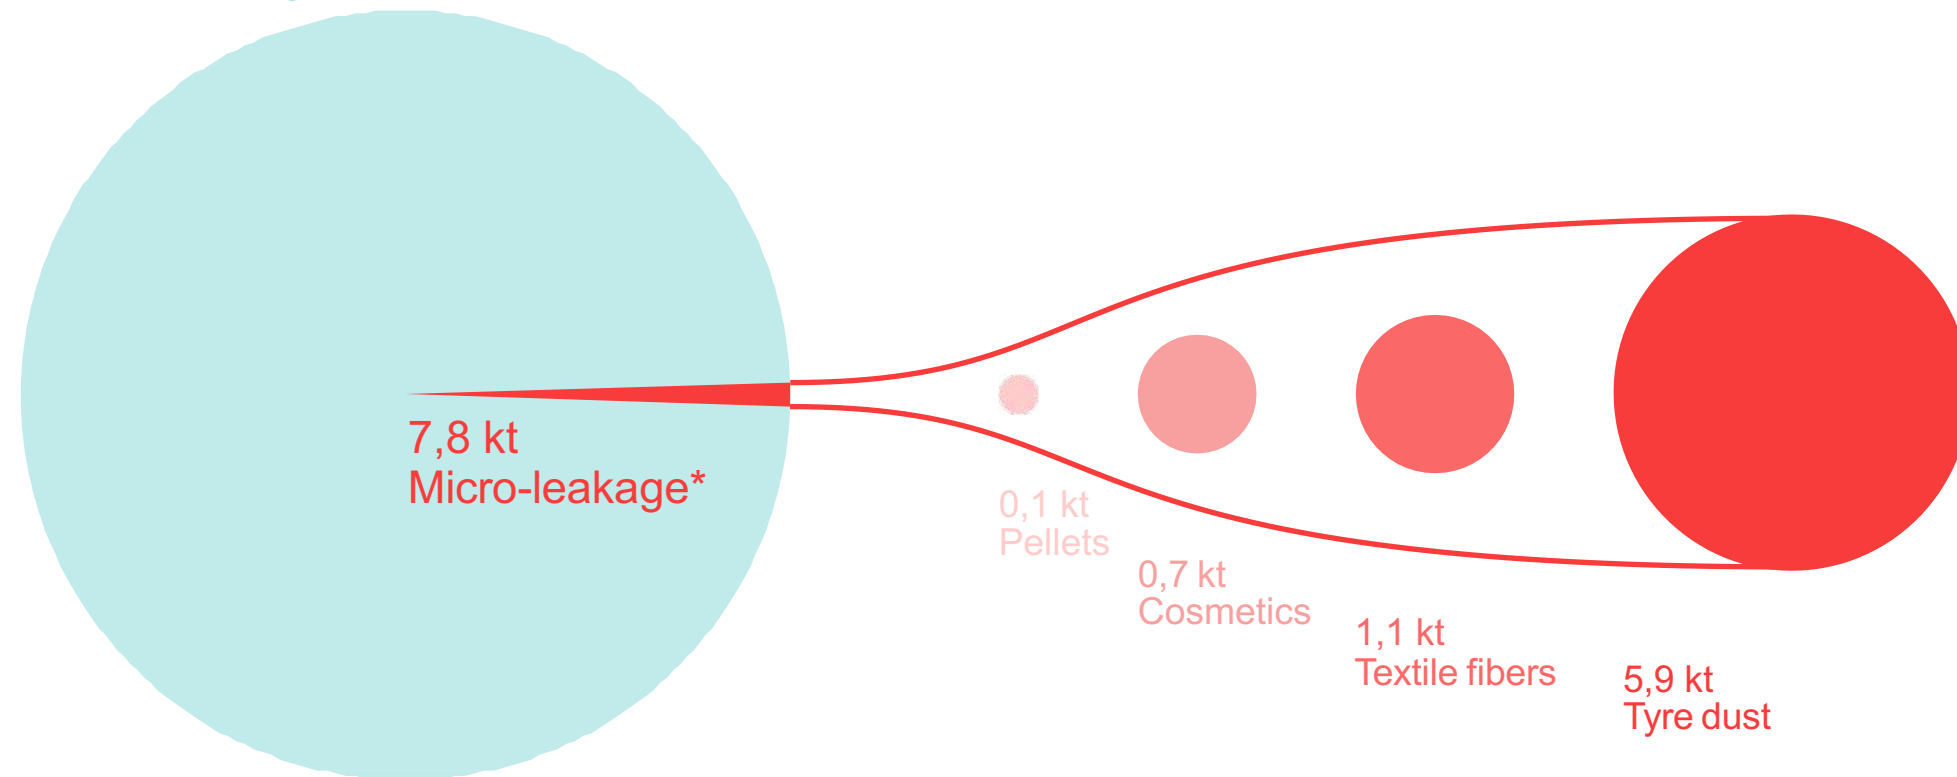 7,8 kt
Micro-leakage*
0,1 kt
Pellets
0,7 kt
Cosmetics
1,1 kt
Textile fibers
5,9 kt
Tyre dust